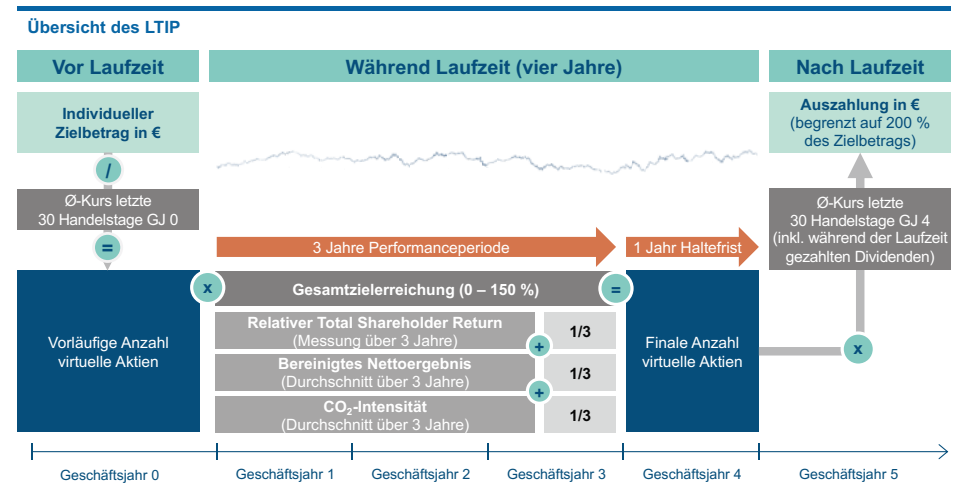 Übersicht des LTIP
Vor Laufzeit
Während Laufzeit (vier Jahre)
Nach Laufzeit
Individueller
Zielbetrag in €
/
Ø-Kurs letzte
30 Handelstage GJ 0
=
Vorläufige Anzahl
virtuelle Aktien
x
3 Jahre Performanceperiode
1 Jahr Haltefrist
Gesamtzielerreichung (0 – 150 %)
=
Relativer Total Shareholder Return
(Messung über 3 Jahre)
1/3
+
Bereinigtes Nettoergebnis
(Durchschnitt über 3 Jahre)
1/3
+
CO₂-Intensität
(Durchschnitt über 3 Jahre)
1/3
Finale Anzahl
virtuelle Aktien
x
Auszahlung in €
(begrenzt auf 200 %
des Zielbetrags)
Ø-Kurs letzte
30 Handelstage GJ 4
(inkl. während der Laufzeit
gezahlten Dividenden)
Geschäftsjahr 0
Geschäftsjahr 1
Geschäftsjahr 2
Geschäftsjahr 3
Geschäftsjahr 4
Geschäftsjahr 5